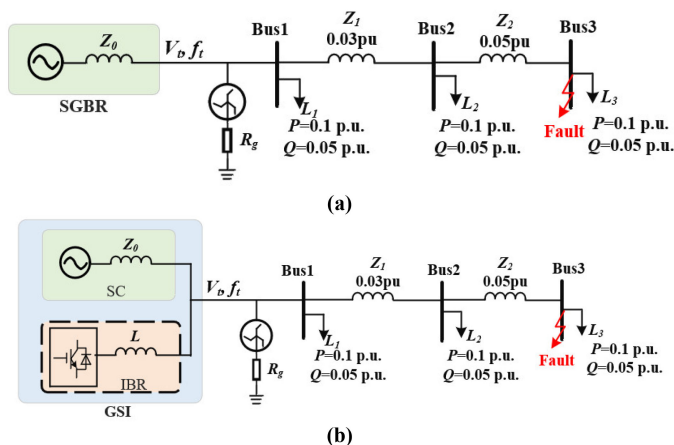 Z₀
Vₜ, fₜ
SGBR
R_g
Bus1
Z₁
0.03pu
Bus2
Z₂
0.05pu
Bus3
L₁
P=0.1 p.u.
Q=0.05 p.u.
L₂
P=0.1 p.u.
Q=0.05 p.u.
Fault
L₃
P=0.1 p.u.
Q=0.05 p.u.
(a)
Z₀
SC
L
IBR
GSI
Vₜ, fₜ
R_g
Bus1
Z₁
0.03pu
Bus2
Z₂
0.05pu
Bus3
L₁
P=0.1 p.u.
Q=0.05 p.u.
L₂
P=0.1 p.u.
Q=0.05 p.u.
Fault
L₃
P=0.1 p.u.
Q=0.05 p.u.
(b)